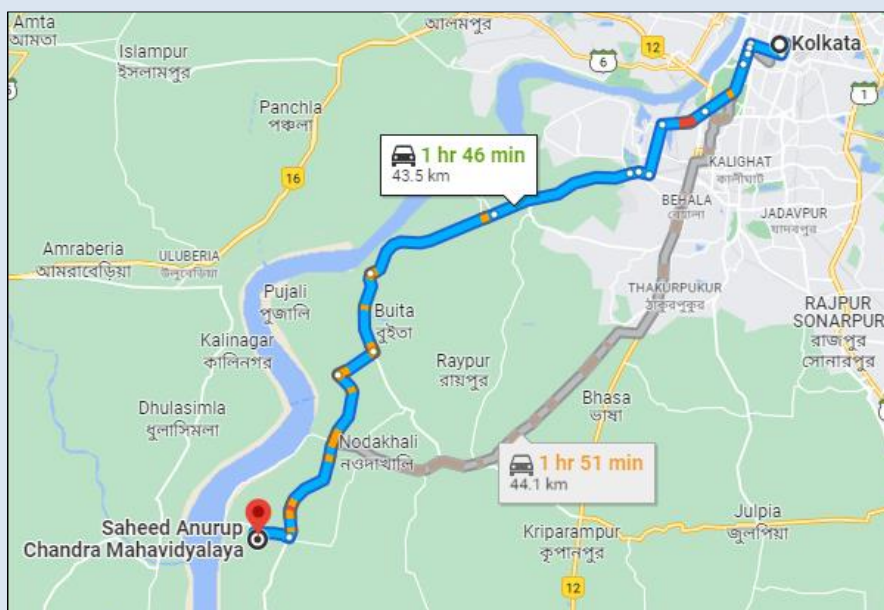 Amta
আমতা
Islampur
ইসলামপুর
আলমপুর
12
6
Kolkata
1
Panchla
পঞ্চলা
16
1 hr 46 min
43.5 km
KALIGHAT
কালীঘাট
BEHALA
বেহালা
JADAVPUR
যাদবপুর
Amraberia
আমরাবেড়িয়া
ULUBERIA
উলুবেড়িয়া
Pujali
পুজালি
THAKURPUKUR
ঠাকুরপুকুর
RAJPUR
SONARPUR
রাজপুর
সোনারপুর
Buita
বুইতা
Kalinagar
কালিনগর
Raypur
রায়পুর
Bhasa
ভাষা
Dhulasimla
ধুলাসিমলা
Nodakhali
নওদাখালি
1 hr 51 min
44.1 km
Saheed Anurup
Chandra Mahavidyalaya
Julpia
জুলপিয়া
Kriparampur
কৃপানপুর
12